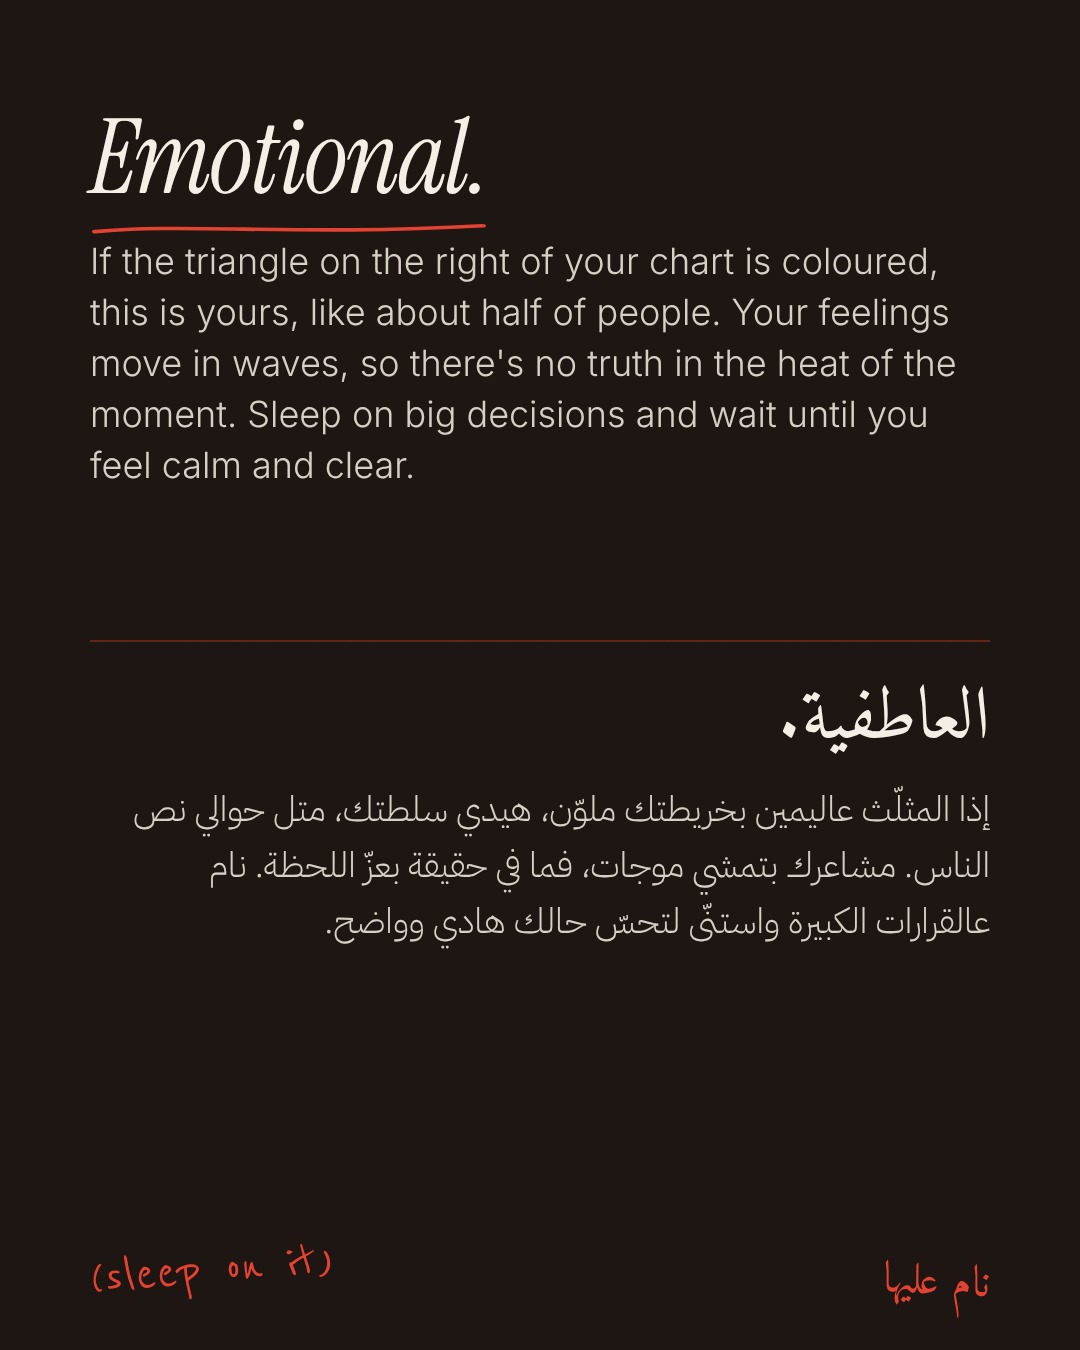 Emotional.
If the triangle on the right of your chart is coloured,
this is yours, like about half of people. Your feelings
move in waves, so there's no truth in the heat of the
moment. Sleep on big decisions and wait until you
feel calm and clear.
العاطفية.
إذا المثلّث عاليمين بخريطتك ملوّن، هيدي سلطتك، متل حوالي نص
الناس. مشاعرك بتمشي موجات، فما في حقيقة بعزّ اللحظة. نام
عالقرارات الكبيرة واستنّى لتحسّ حالك هادي وواضح.
(sleep on it)
نام عليها